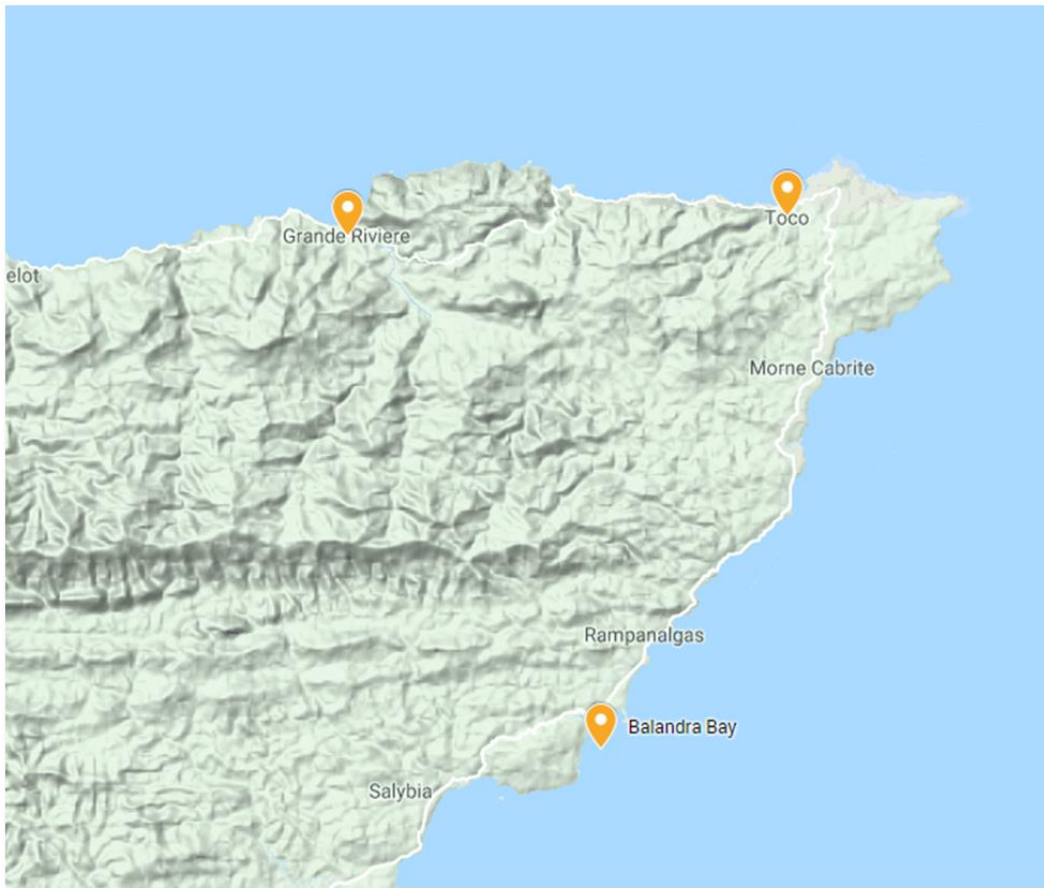 Toco
Grande Riviere
elot
Morne Cabrite
Rampanalgas
Balandra Bay
Salybia